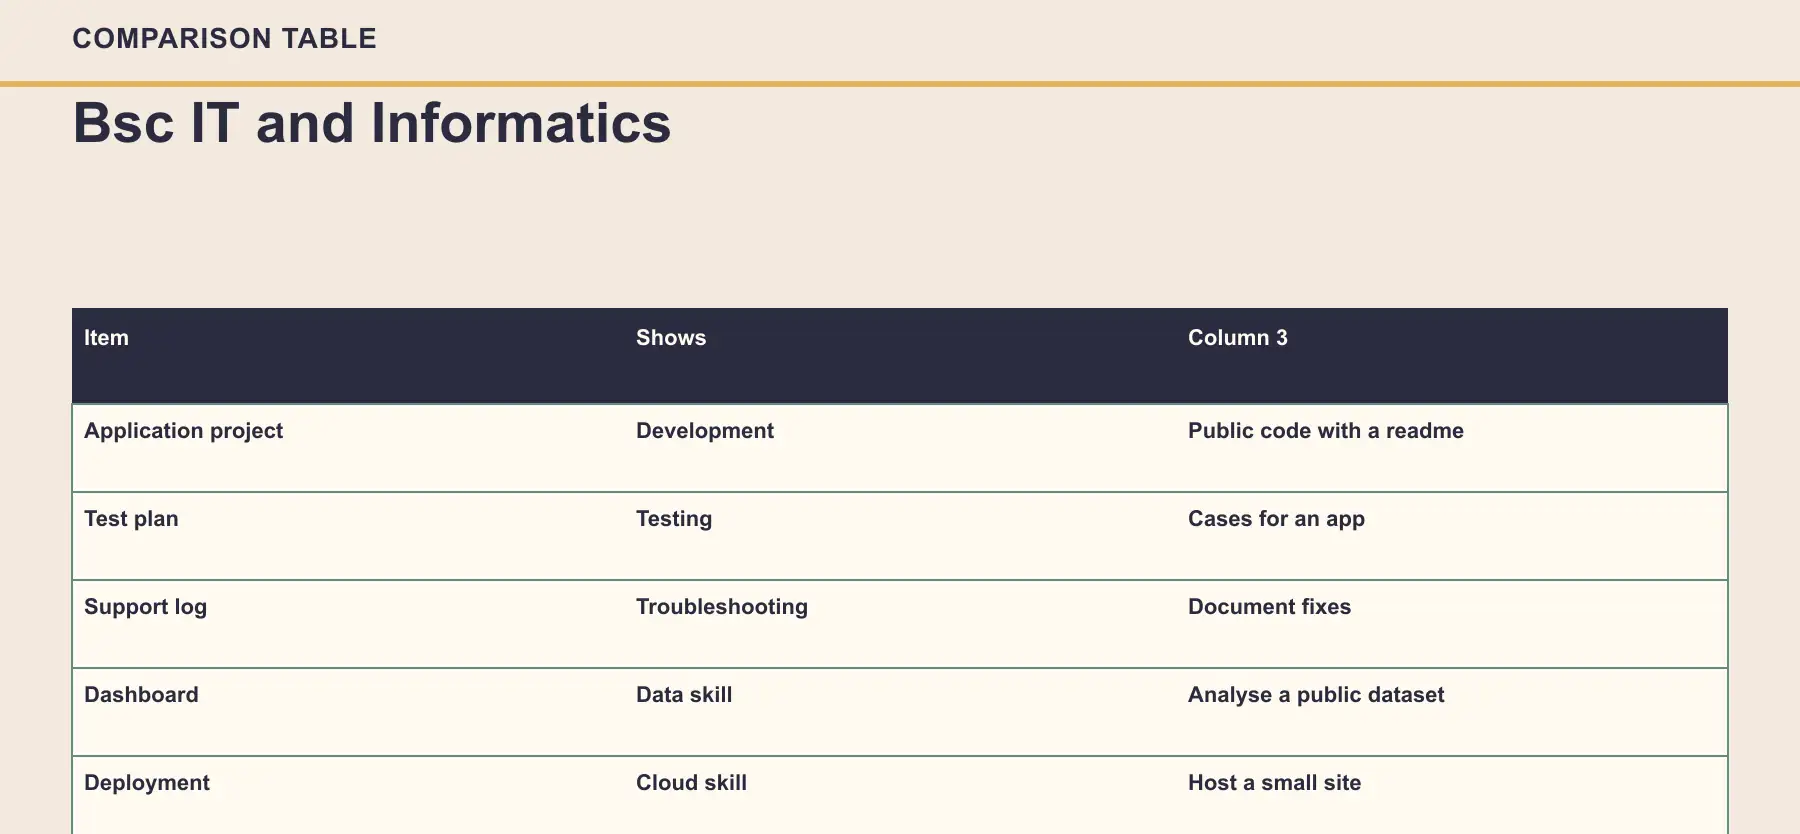 COMPARISON TABLE
Bsc IT and Informatics
Item Shows Column 3
Application project Development Public code with a readme
Test plan Testing Cases for an app
Support log Troubleshooting Document fixes
Dashboard Data skill Analyse a public dataset
Deployment Cloud skill Host a small site